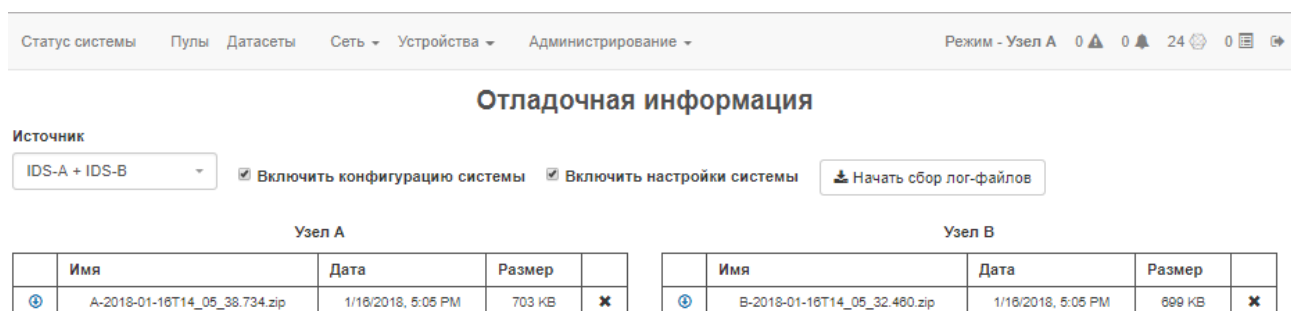 Статус системы Пулы Датасеты Сеть Устройства Администрирование Режим - Узел А 0 0 24 0
Отладочная информация
Источник
IDS-A + IDS-B Включить конфигурацию системы Включить настройки системы Начать сбор лог-файлов
Узел А Узел В
Имя Дата Размер Имя Дата Размер
A-2018-01-16T14_05_38.734.zip 1/16/2018, 5:05 PM 703 KB B-2018-01-16T14_05_32.460.zip 1/16/2018, 5:05 PM 699 KB